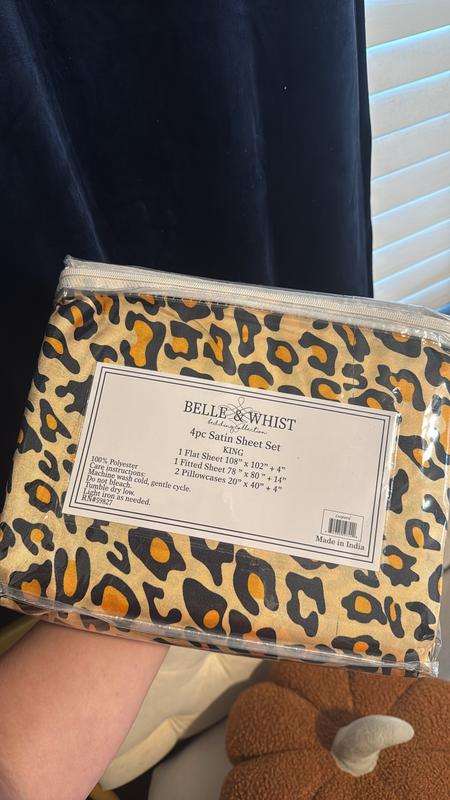 BELLE & WHIST
bedding collection
4pc Satin Sheet Set
KING
1 Flat Sheet 108" x 102" + 4"
1 Fitted Sheet 78 " x 80 " + 14"
2 Pillowcases 20" x 40" + 4"
100% Polyester
Care instructions:
Machine wash cold, gentle cycle.
Do not bleach.
Tumble dry low.
Light iron as needed.
RN#59827
Made in India